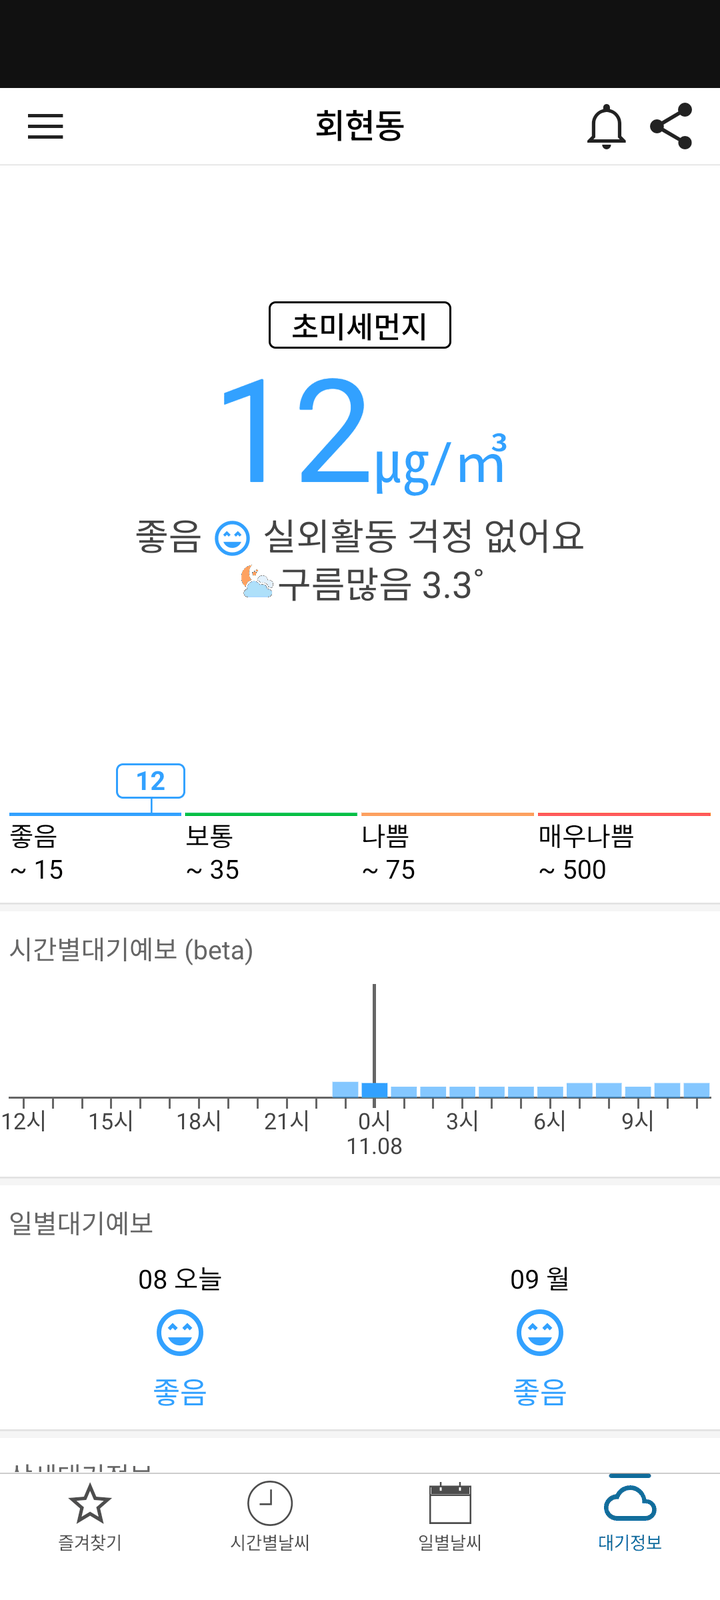 회현동
초미세먼지
12μg/㎥
좋음 실외활동 걱정 없어요
구름많음 3.3˚
12
좋음 보통 나쁨 매우나쁨
~ 15 ~ 35 ~ 75 ~ 500
시간별대기예보 (beta)
12시 15시 18시 21시 0시 3시 6시 9시
11.08
일별대기예보
08 오늘 09 월
좋음 좋음
즐겨찾기 시간별날씨 일별날씨 대기정보